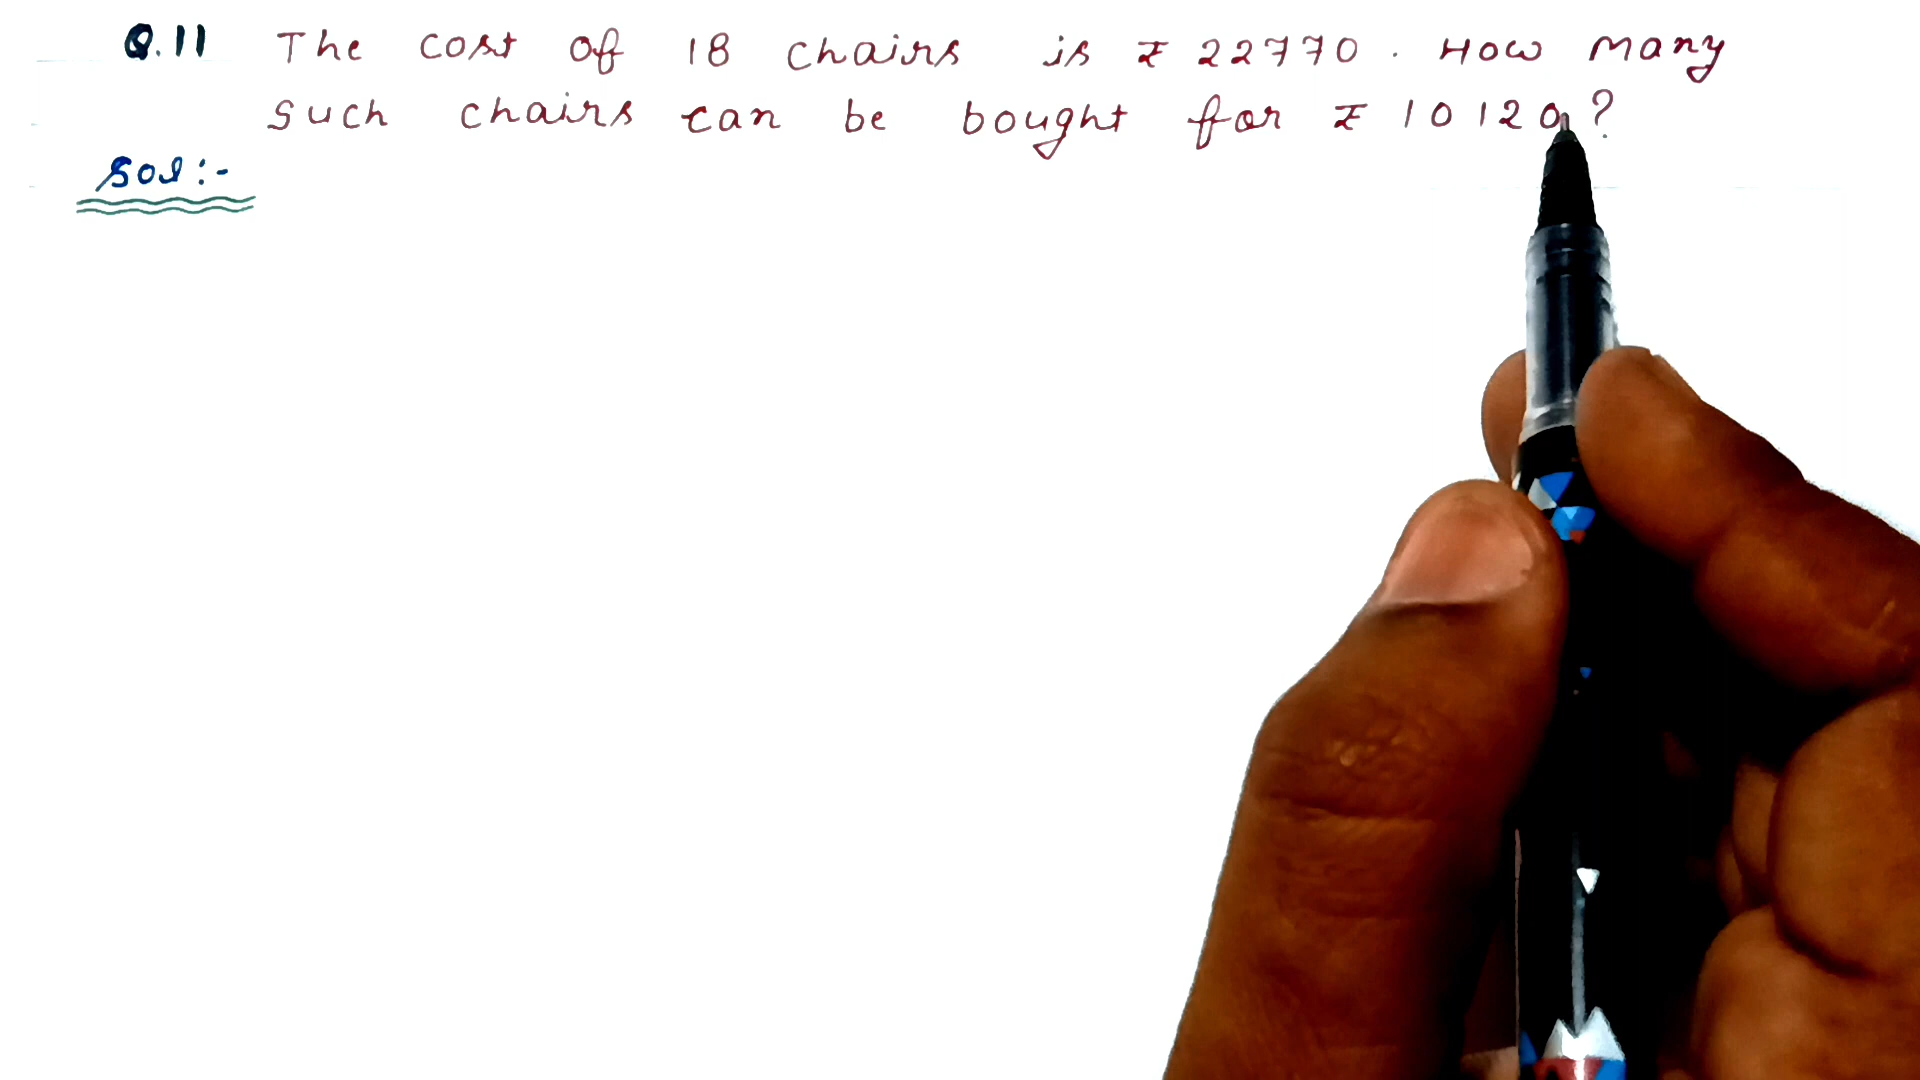 Q.11 The cost of 18 chairs is ₹ 22770. How many
such chairs can be bought for ₹ 10120?
Sol:-